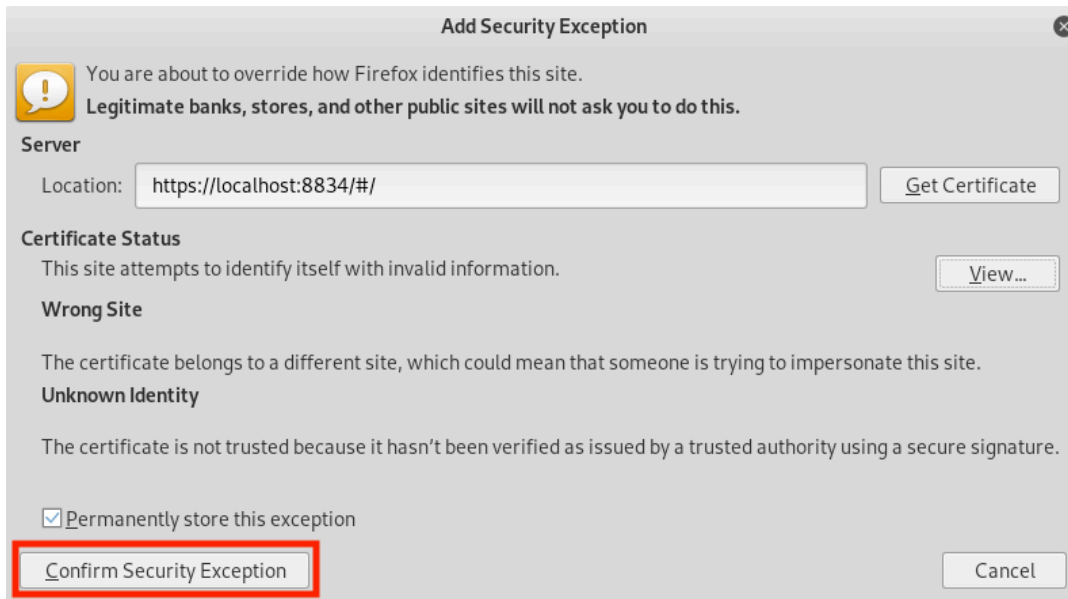 Add Security Exception
You are about to override how Firefox identifies this site.
Legitimate banks, stores, and other public sites will not ask you to do this.
Server
Location: https://localhost:8834/#/ Get Certificate
Certificate Status
This site attempts to identify itself with invalid information.
View...
Wrong Site
The certificate belongs to a different site, which could mean that someone is trying to impersonate this site.
Unknown Identity
The certificate is not trusted because it hasn't been verified as issued by a trusted authority using a secure signature.
Permanently store this exception
Confirm Security Exception Cancel